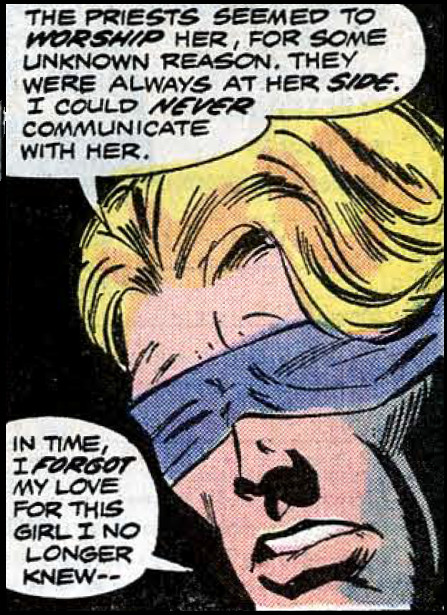 THE PRIESTS SEEMED TO
WORSHIP HER, FOR SOME
UNKNOWN REASON. THEY
WERE ALWAYS AT HER SIDE.
I COULD NEVER
COMMUNICATE
WITH HER.
IN TIME,
I FORGOT
MY LOVE
FOR THIS
GIRL I NO
LONGER
KNEW--